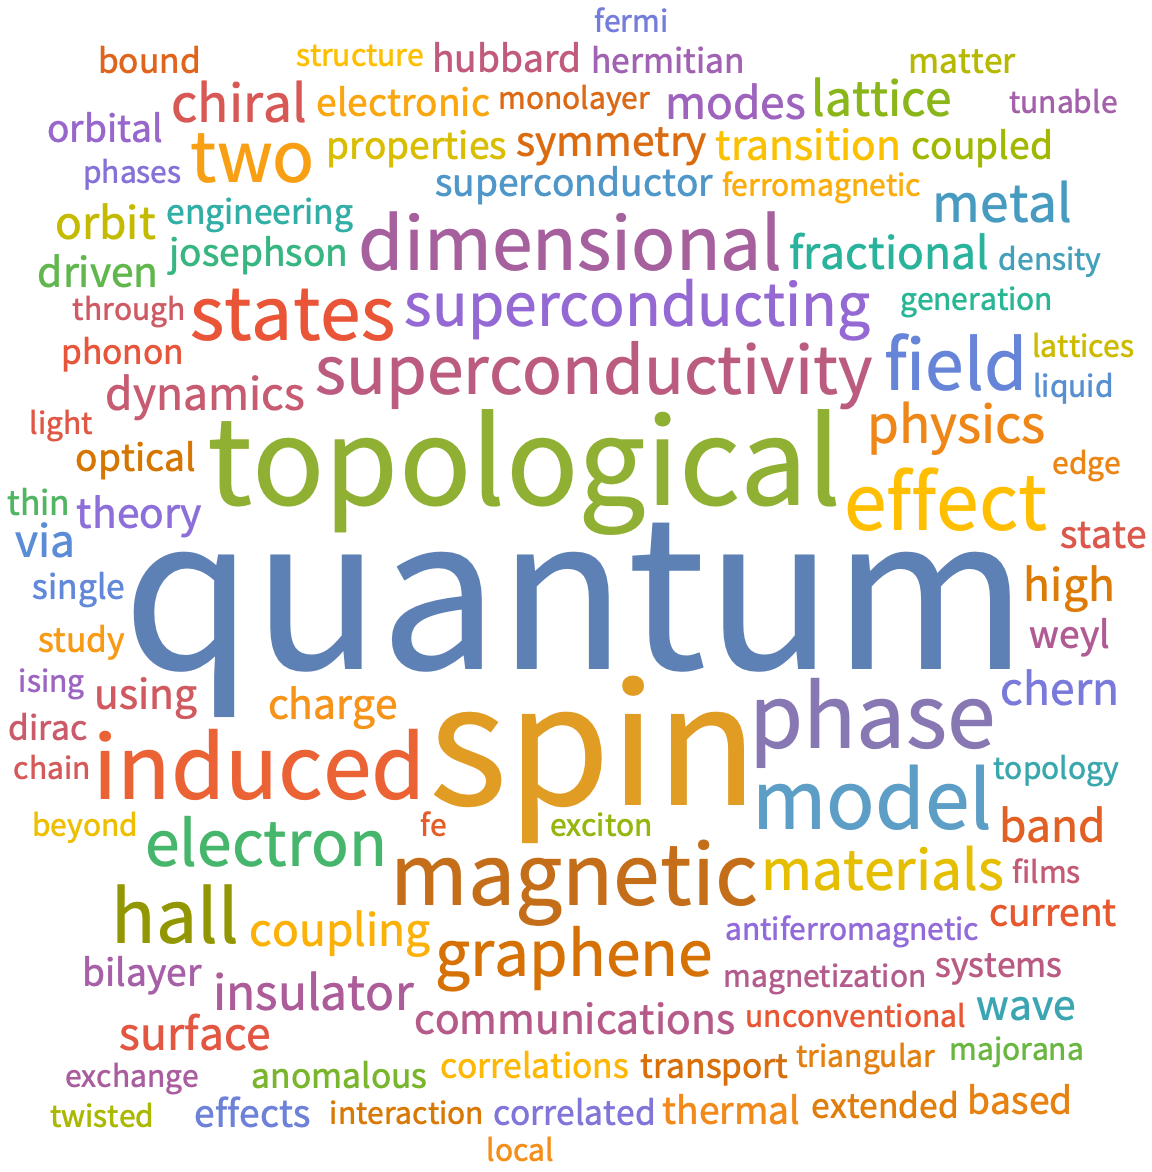 fermi
bound structure hubbard hermitian matter
chiral electronic monolayer modes lattice tunable
orbital two properties symmetry transition coupled
phases superconductor ferromagnetic metal
orbit engineering dimensional fractional density
driven josephson
through states superconducting generation
phonon superconductivity field lattices
dynamics liquid
light topological physics
optical edge
thin theory effect
via quantum state
single high
study weyl
ising using charge spin phase chern
dirac induced
chain model topology
beyond electron fe exciton band
magnetic materials films
hall coupling antiferromagnetic current
bilayer graphene magnetization systems
insulator communications unconventional wave
surface
exchange anomalous correlations transport triangular majorana
twisted effects interaction correlated thermal extended based
local